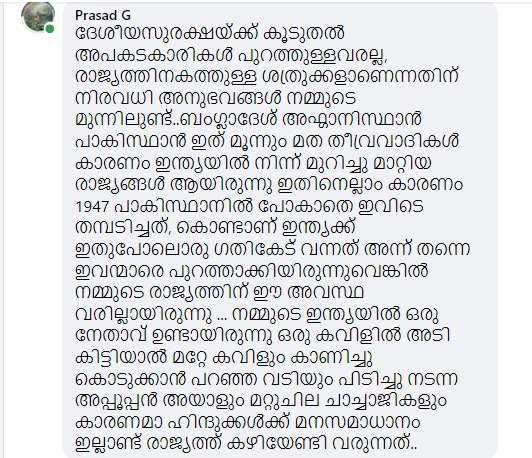 Prasad G
ദേശീയസുരക്ഷയ്ക്ക് കൂടുതൽ
അപകടകാരികൾ പുറത്തുള്ളവരല്ല,
രാജ്യത്തിനകത്തുള്ള ശത്രുക്കളാണെന്നതിന്
നിരവധി അനുഭവങ്ങൾ നമ്മുടെ
മുന്നിലുണ്ട്..ബംഗ്ലാദേശ് അഫ്ഗാനിസ്ഥാൻ
പാകിസ്ഥാൻ ഇത് മൂന്നും മത തീവ്രവാദികൾ
കാരണം ഇന്ത്യയിൽ നിന്ന് മുറിച്ചു മാറ്റിയ
രാജ്യങ്ങൾ ആയിരുന്നു ഇതിനെല്ലാം കാരണം
1947 പാകിസ്ഥാനിൽ പോകാതെ ഇവിടെ
തമ്പടിച്ചത്, കൊണ്ടാണ് ഇന്ത്യക്ക്
ഇതുപോലൊരു ഗതികേട് വന്നത് അന്ന് തന്നെ
ഇവന്മാരെ പുറത്താക്കിയിരുന്നുവെങ്കിൽ
നമ്മുടെ രാജ്യത്തിന് ഈ അവസ്ഥ
വരില്ലായിരുന്നു ... നമ്മുടെ ഇന്ത്യയിൽ ഒരു
നേതാവ് ഉണ്ടായിരുന്നു ഒരു കവിളിൽ അടി
കിട്ടിയാൽ മറ്റേ കവിളും കാണിച്ചു
കൊടുക്കാൻ പറഞ്ഞ വടിയും പിടിച്ചു നടന്ന
അപ്പൂപ്പൻ അയാളും മറ്റുചില ചാച്ചാജികളും
കാരണമാ ഹിന്ദുക്കൾക്ക് മനസമാധാനം
ഇല്ലാണ്ട് രാജ്യത്ത് കഴിയേണ്ടി വരുന്നത്..